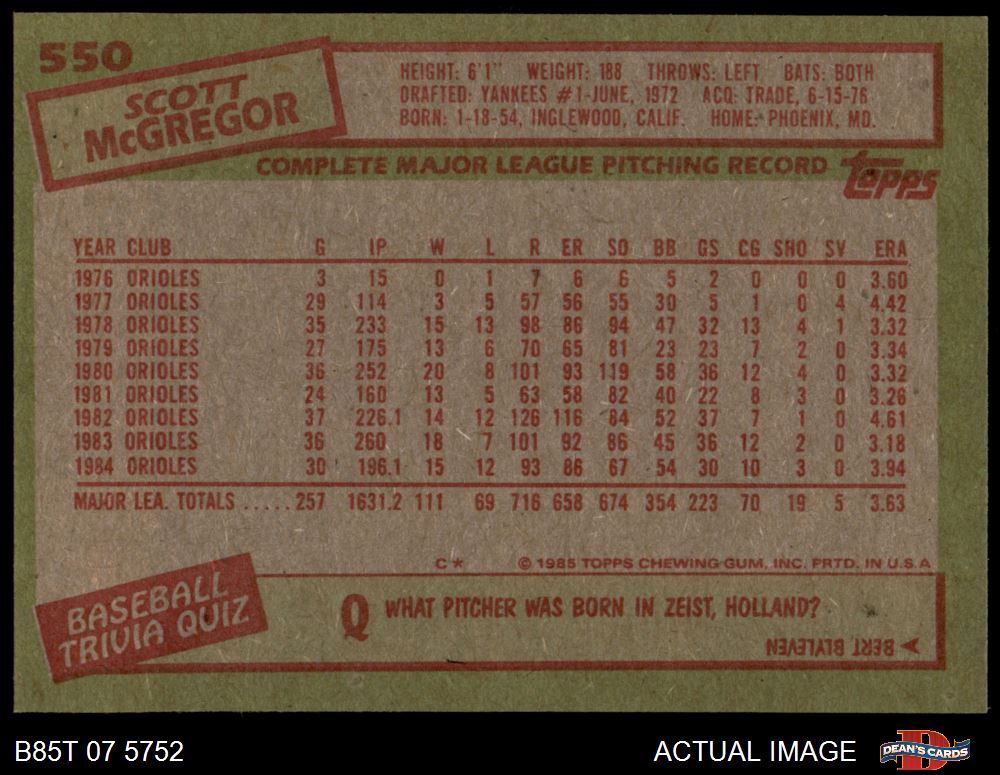 550
SCOTT
McGREGOR
HEIGHT: 6'1" WEIGHT: 188 THROWS: LEFT BATS: BOTH
DRAFTED: YANKEES #1-JUNE, 1972 ACQ: TRADE, 6-15-76
BORN: 1-18-54, INGLEWOOD, CALIF. HOME: PHOENIX, MD.
COMPLETE MAJOR LEAGUE PITCHING RECORD
topps
YEAR CLUB G IP W L R ER SO BB GS CG SHO SV ERA
1976 ORIOLES 3 15 0 1 7 6 6 5 2 0 0 0 3.60
1977 ORIOLES 29 114 3 5 57 56 55 30 5 1 0 4 4.42
1978 ORIOLES 35 233 15 13 98 86 94 47 32 13 4 1 3.32
1979 ORIOLES 27 175 13 6 70 65 81 23 23 7 2 0 3.34
1980 ORIOLES 36 252 20 8 101 93 119 58 36 12 4 0 3.32
1981 ORIOLES 24 160 13 5 63 58 82 40 22 8 3 0 3.26
1982 ORIOLES 37 226.1 14 12 126 116 84 52 37 7 1 0 4.61
1983 ORIOLES 36 260 18 7 101 92 86 45 36 12 2 0 3.18
1984 ORIOLES 30 196.1 15 12 93 86 67 54 30 10 3 0 3.94
MAJOR LEA. TOTALS ..... 257 1631.2 111 69 716 658 674 354 223 70 19 5 3.63
C* © 1985 TOPPS CHEWING GUM, INC. PRTD. IN U.S.A
BASEBALL
TRIVIA QUIZ
Q WHAT PITCHER WAS BORN IN ZEIST, HOLLAND?
BERT BLYLEVEN
B85T 07 5752
ACTUAL IMAGE
D
DEAN'S CARDS